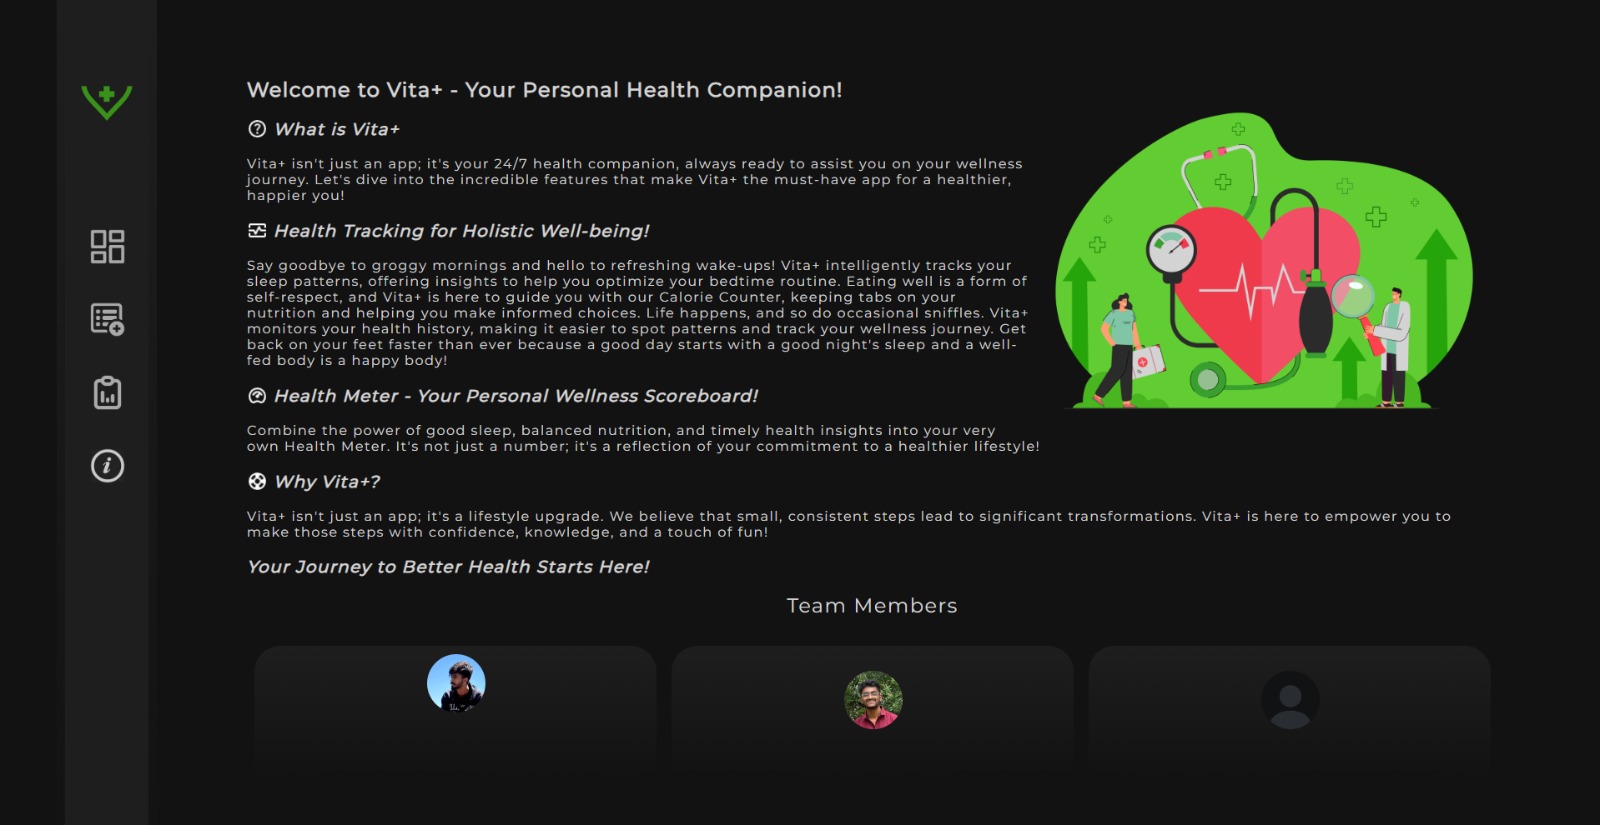 Welcome to Vita+ - Your Personal Health Companion!
What is Vita+
Vita+ isn't just an app; it's your 24/7 health companion, always ready to assist you on your wellness
journey. Let's dive into the incredible features that make Vita+ the must-have app for a healthier,
happier you!
Health Tracking for Holistic Well-being!
Say goodbye to groggy mornings and hello to refreshing wake-ups! Vita+ intelligently tracks your
sleep patterns, offering insights to help you optimize your bedtime routine. Eating well is a form of
self-respect, and Vita+ is here to guide you with our Calorie Counter, keeping tabs on your
nutrition and helping you make informed choices. Life happens, and so do occasional sniffles. Vita+
monitors your health history, making it easier to spot patterns and track your wellness journey. Get
back on your feet faster than ever because a good day starts with a good night's sleep and a well-
fed body is a happy body!
Health Meter - Your Personal Wellness Scoreboard!
Combine the power of good sleep, balanced nutrition, and timely health insights into your very
own Health Meter. It's not just a number; it's a reflection of your commitment to a healthier lifestyle!
Why Vita+?
Vita+ isn't just an app; it's a lifestyle upgrade. We believe that small, consistent steps lead to significant transformations. Vita+ is here to empower you to
make those steps with confidence, knowledge, and a touch of fun!
Your Journey to Better Health Starts Here!
Team Members